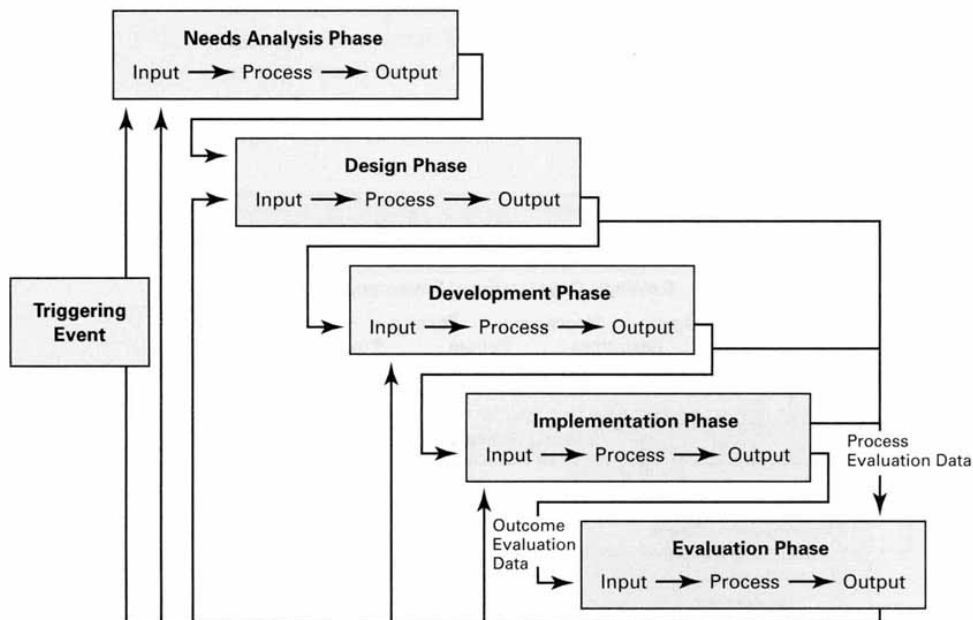 Needs Analysis Phase
Input Process Output
Design Phase
Input Process Output
Triggering
Event
Development Phase
Input Process Output
Implementation Phase
Input Process Output
Process
Evaluation Data
Outcome
Evaluation
Data
Evaluation Phase
Input Process Output